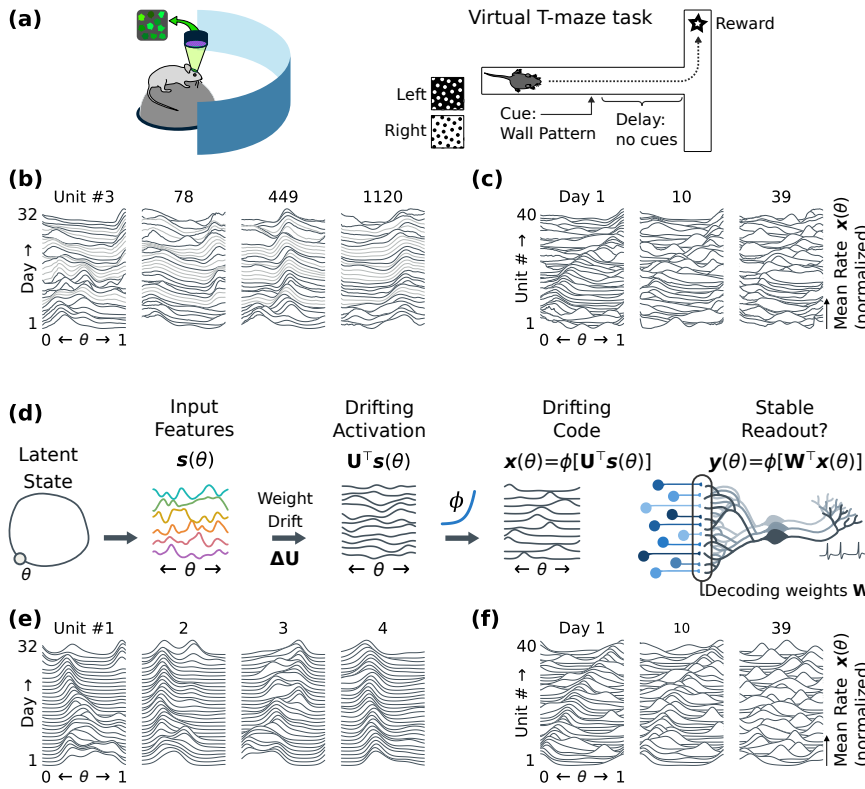 (a)
Virtual T-maze task
Reward
Left
Right
Cue:
Wall Pattern
Delay:
no cues
(b)
Unit #3 78 449 1120
32
Day →
1
0 ← θ → 1
(c)
Day 1 10 39
40
Unit # →
1
0 ← θ → 1
Mean Rate x(θ)
(normalized)
(d)
Latent
State
θ
Input
Features
s(θ)
← θ →
Weight
Drift
ΔU
Drifting
Activation
U⊤s(θ)
← θ →
ϕ
Drifting
Code
x(θ)=ϕ[U⊤s(θ)]
← θ →
Stable
Readout?
y(θ)=ϕ[W⊤x(θ)]
Decoding weights W
(e)
Unit #1 2 3 4
32
Day →
1
0 ← θ → 1
(f)
Day 1 10 39
40
Unit # →
1
0 ← θ → 1
Mean Rate x(θ)
(normalized)